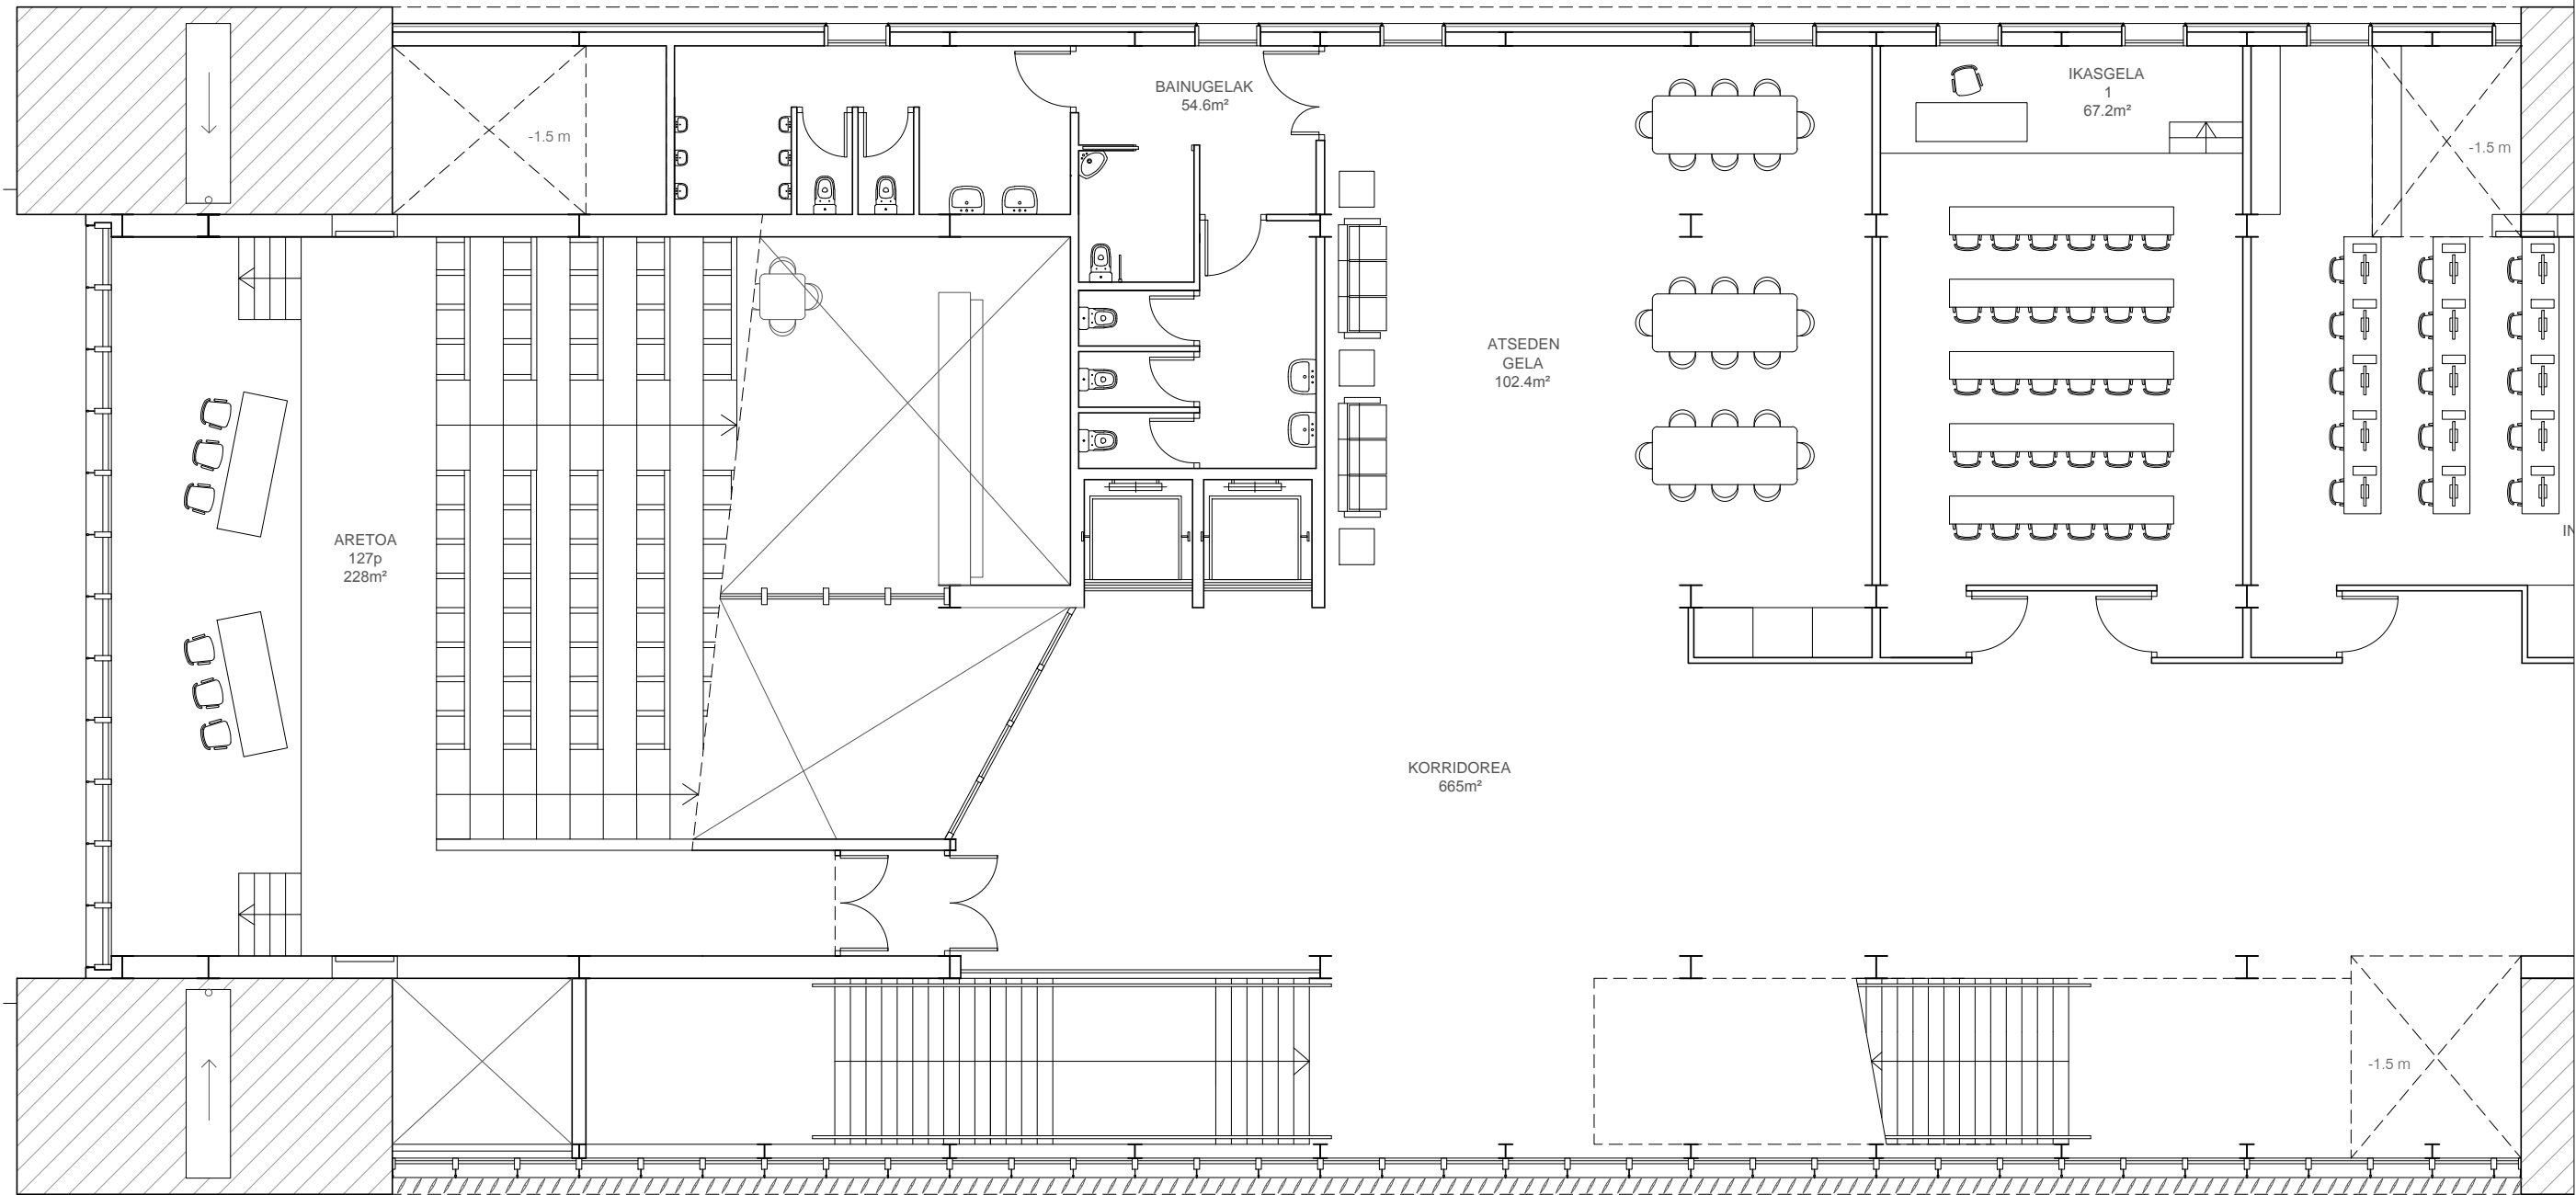 BAINUGELAK
54.6m²
IKASGELA
1
67.2m²
-1.5 m
-1.5 m
ATSEDEN
GELA
102.4m²
ARETOA
127p
228m²
IN
KORRIDOREA
665m²
-1.5 m